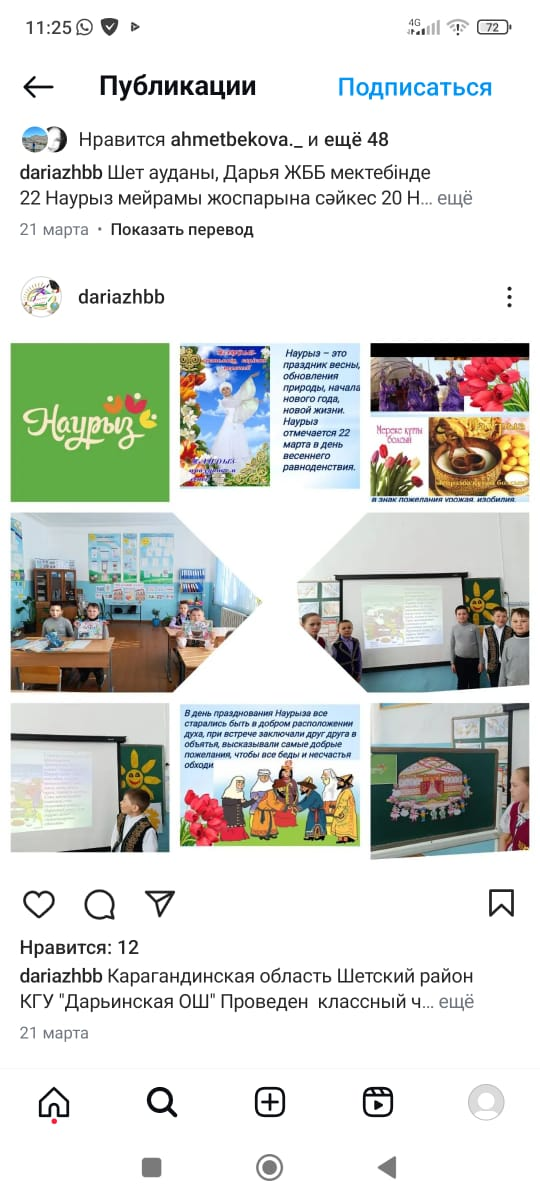 11:25
4G
72
Публикации
Подписаться
Нравится ahmetbekova._ и ещё 48
dariazhbb Шет ауданы, Дарья ЖББ мектебінде
22 Наурыз мейрамы жоспарына сәйкес 20 Н... ещё
21 марта • Показать перевод
dariazhbb
Наурыз
Наурыз – это
праздник весны,
обновления
природы, начала
нового года,
новой жизни.
Наурыз
отмечается 22
марта в день
весеннего
равноденствия.
Мереке құтты
болсын
в знак пожелания урожая, изобилия,
В день празднования Наурыза все
старались быть в добром расположении
духа, при встрече заключали друг друга в
объятья, высказывали самые добрые
пожелания, чтобы все беды и несчастья
обходи
Нравится: 12
dariazhbb Карагандинская область Шетский район
КГУ "Дарьинская ОШ" Проведен классный ч... ещё
21 марта